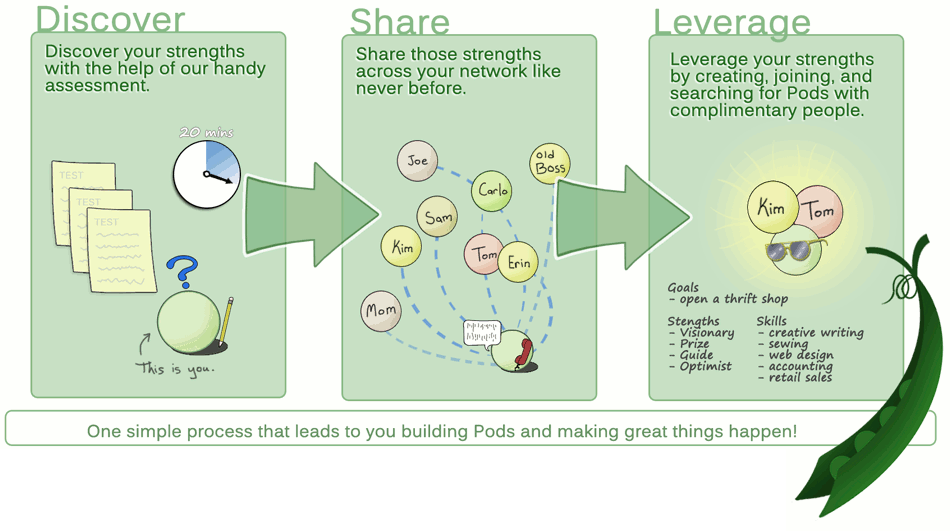 Discover
Discover your strengths
with the help of our handy
assessment.
20 mins
TEST
TEST
TEST
?
This is you.
Share
Share those strengths
across your network like
never before.
Joe
Old
Boss
Carlo
Sam
Kim
Tom
Erin
Mom
Leverage
Leverage your strengths
by creating, joining, and
searching for Pods with
complimentary people.
Kim
Tom
Goals
- open a thrift shop
Stengths
- Visionary
- Prize
- Guide
- Optimist
Skills
- creative writing
- sewing
- web design
- accounting
- retail sales
One simple process that leads to you building Pods and making great things happen!